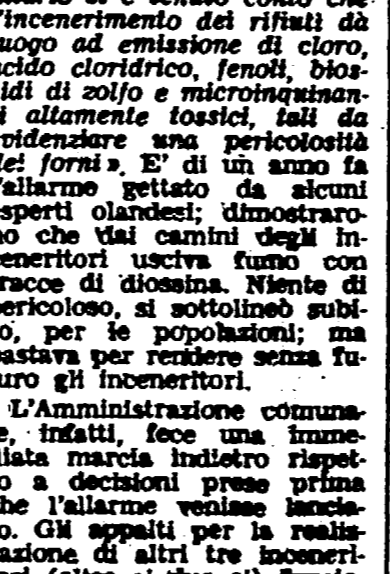 l'incenerimento dei rifiuti dà
luogo ad emissione di cloro,
acido cloridrico, fenoli, bios-
sidi di zolfo e microinquinan-
ti altamente tossici, tali da
evidenziare una pericolosità
dei forni». E' di un anno fa
l'allarme gettato da alcuni
esperti olandesi; dimostraro-
no che dai camini degli in-
ceneritori usciva fumo con
tracce di diossina. Niente di
pericoloso, si sottolineò subi-
to, per le popolazioni; ma
bastava per rendere senza fu-
turo gli inceneritori.
L'Amministrazione comuna-
le, infatti, fece una imme-
diata marcia indietro rispet-
to a decisioni prese prima
che l'allarme venisse lancia-
to. Gli appalti per la realiz-
zazione di altri tre inceneri-